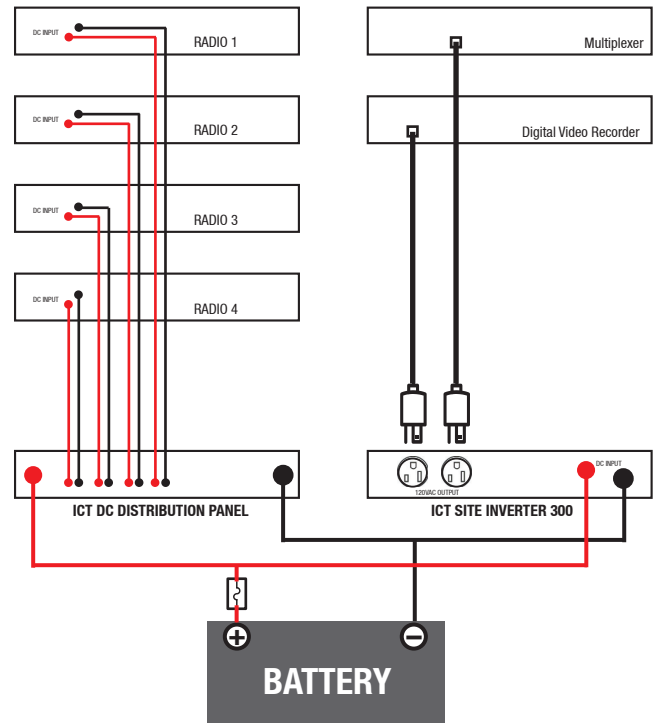 DC INPUT
RADIO 1
DC INPUT
RADIO 2
DC INPUT
RADIO 3
DC INPUT
RADIO 4
ICT DC DISTRIBUTION PANEL
Multiplexer
Digital Video Recorder
DC INPUT
120VAC OUTPUT
ICT SITE INVERTER 300
+
−
BATTERY